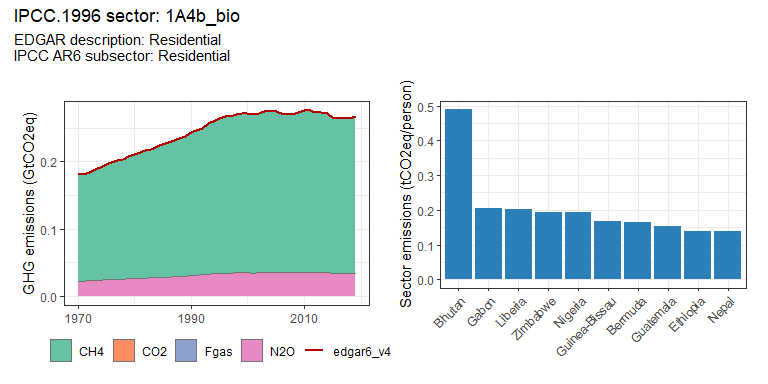 IPCC.1996 sector: 1A4b_bio
EDGAR description: Residential
IPCC AR6 subsector: Residential
GHG emissions (GtCO2eq)
0.2
0.1
0.0
1970
1990
2010
CH4
CO2
Fgas
N2O
edgar6_v4
Sector emissions (tCO2eq/person)
0.5
0.4
0.3
0.2
0.1
0.0
Bhutan
Gabon
Liberia
Zimbabwe
Nigeria
Guinea-Bissau
Bermuda
Guatemala
Ethiopia
Nepal